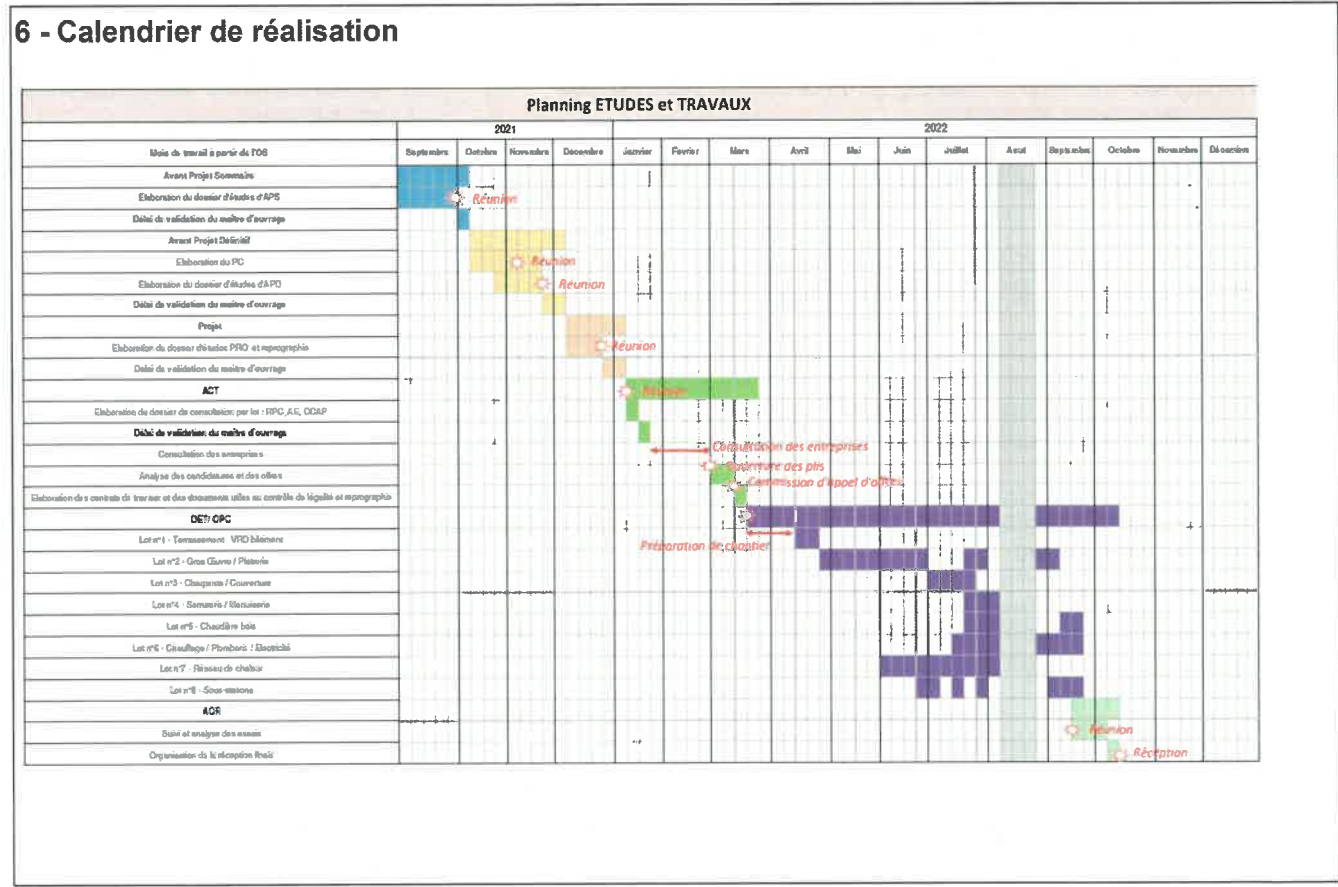 6 - Calendrier de réalisation
Planning ETUDES et TRAVAUX
2021 2022
Mois de travail à partir de l'OS Septembre Octobre Novembre Décembre Janvier Fevrier Mars Avril Mai Juin Juillet Aout Septembre Octobre Novembre Décembre
Avant Projet Sommaire
Elaboration du dossier d'études d'APS Réunion
Délai de validation du maître d'ouvrage
Avant Projet Définitif
Elaboration du PC Réunion
Elaboration du dossier d'études d'APD Réunion
Délai de validation du maître d'ouvrage
Projet
Elaboration du dossier d'études PRO et reprographie Réunion
Delai de validation du maitre d'ouvrage
ACT Réunion
Elaboration de dossier de consultation par lot : RPC, AE, CCAP
Délai de validation du maître d'ouvrage
Consultation des entreprises Consultation des entreprises
Analyse des candidatures et des offres Ouverture des plis
Commission d'appel d'offres
Elaboration des contrats de travaux et des documents utiles au contrôle de légalité et reprographie
DET/ OPC
Lot n°1 - Terrassement VRD bâtiment Préparation de chantier
Lot n°2 - Gros Œuvre / Platrerie
Lot n°3 - Charpente / Couverture
Lot n°4 - Serrurerie / Menuiserie
Lot n°5 - Chaudière bois
Lot n°6 - Chauffage / Plomberie / Electricité
Lot n°7 - Réseau de chaleur
Lot n°8 - Sous-stations
AOR
Suivi et analyse des essais Réunion
Organisation de la réception finale Réception